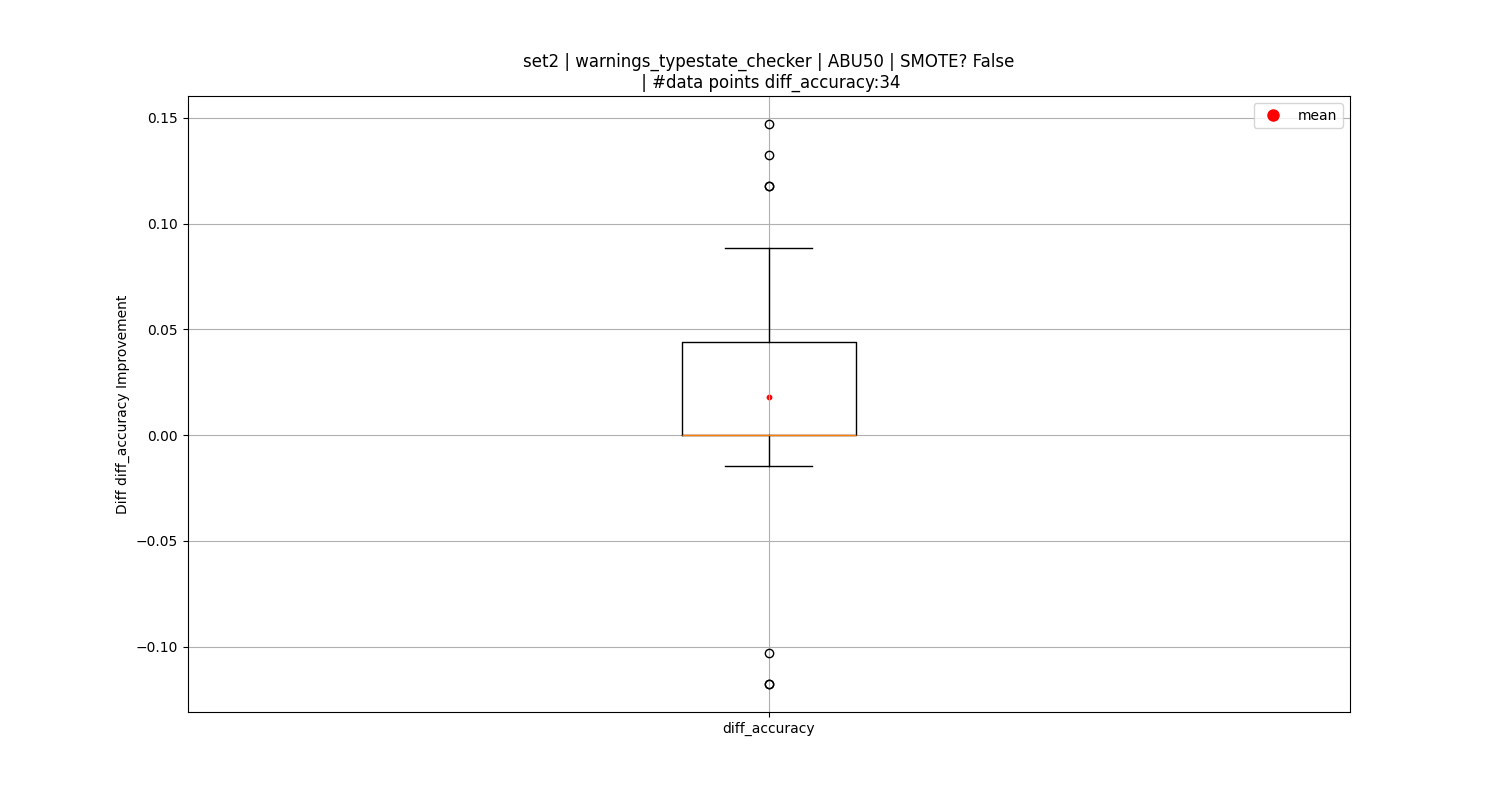 set2 | warnings_typestate_checker | ABU50 | SMOTE? False
| #data points diff_accuracy:34
mean
0.15
0.10
0.05
0.00
−0.05
−0.10
Diff diff_accuracy Improvement
diff_accuracy